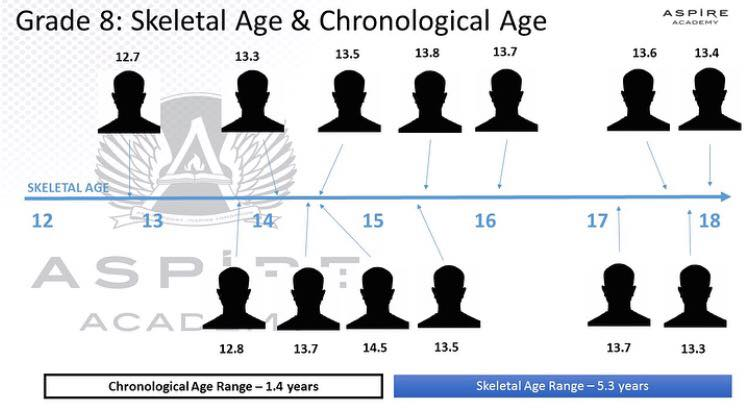 Grade 8: Skeletal Age & Chronological Age
ASPIRE
ACADEMY
12.7
13.3
13.5
13.8
13.7
13.6
13.4
SKELETAL AGE
12
13
14
15
16
17
18
ASPIRE
ACADEMY
12.8
13.7
14.5
13.5
13.7
13.3
Chronological Age Range – 1.4 years
Skeletal Age Range – 5.3 years